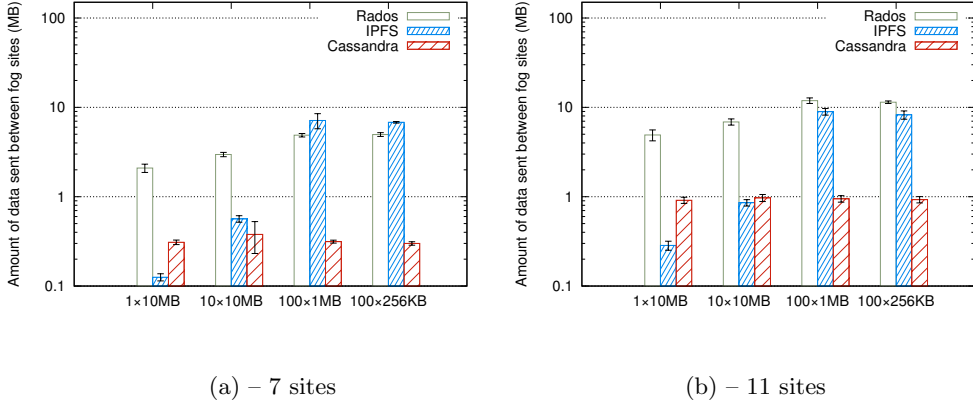 Amount of data sent between fog sites (MB)
100
10
1
0.1
Rados
IPFS
Cassandra
1×10MB 10×10MB 100×1MB 100×256KB
(a) – 7 sites
Amount of data sent between fog sites (MB)
100
10
1
0.1
Rados
IPFS
Cassandra
1×10MB 10×10MB 100×1MB 100×256KB
(b) – 11 sites